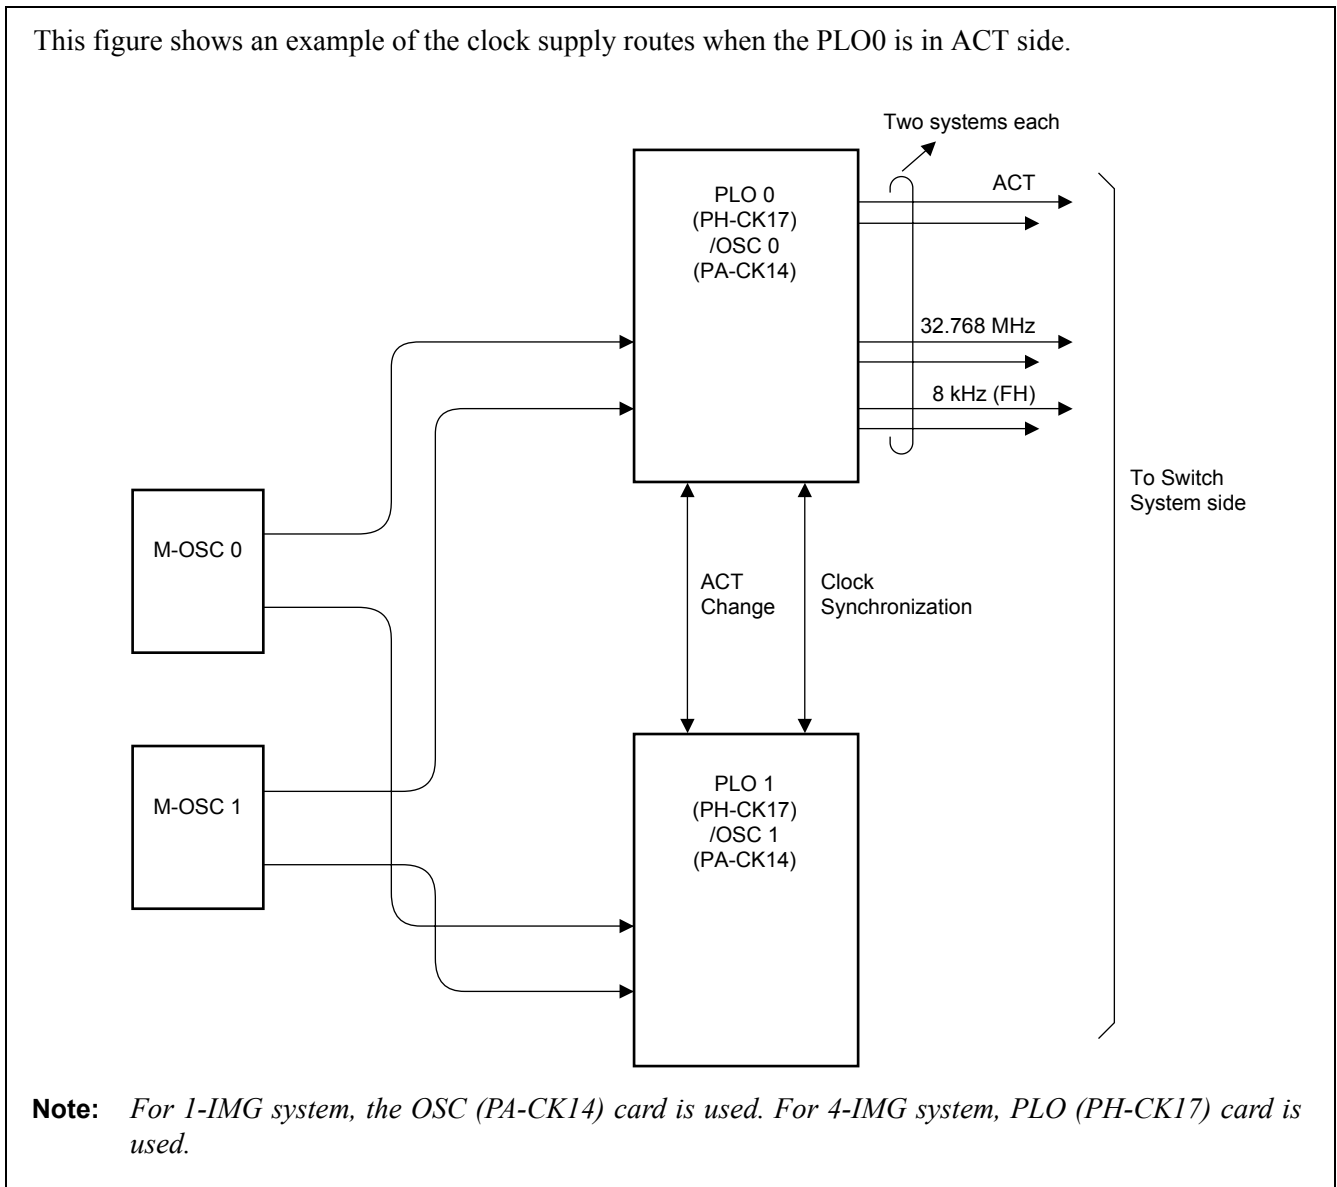 This figure shows an example of the clock supply routes when the PLO0 is in ACT side.
Two systems each
PLO 0
(PH-CK17)
/OSC 0
(PA-CK14)
ACT
32.768 MHz
8 kHz (FH)
To Switch
System side
M-OSC 0
ACT
Change
Clock
Synchronization
M-OSC 1
PLO 1
(PH-CK17)
/OSC 1
(PA-CK14)
Note: For 1-IMG system, the OSC (PA-CK14) card is used. For 4-IMG system, PLO (PH-CK17) card is
used.